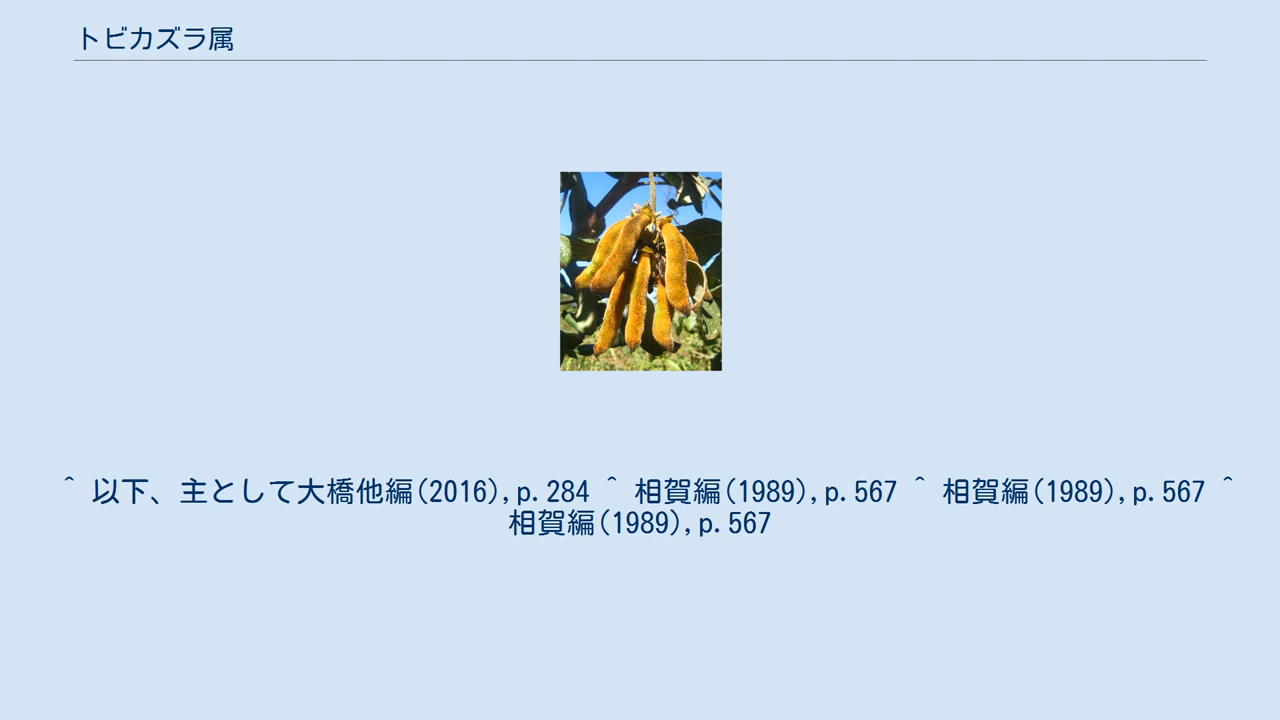 トビカズラ属
^ 以下、主として大橋他編(2016),p.284 ^ 相賀編(1989),p.567 ^ 相賀編(1989),p.567 ^
相賀編(1989),p.567